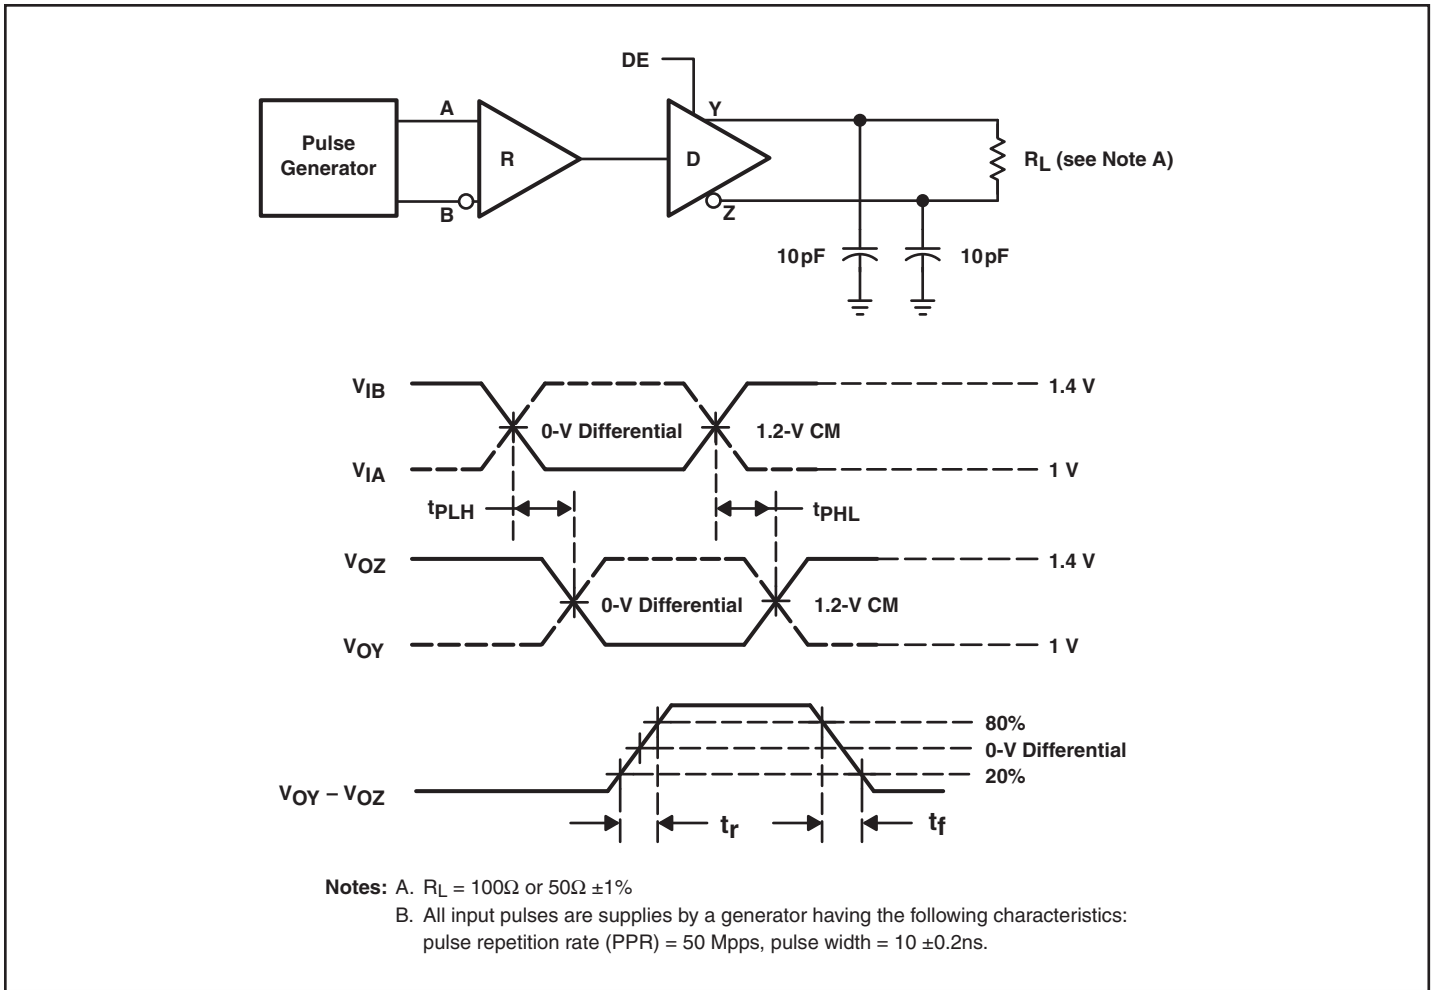 DE
A
Y
Pulse
Generator
R
D
RL (see Note A)
B
Z
10pF
10pF
VIB
1.4 V
0-V Differential
1.2-V CM
VIA
1 V
tPLH
tPHL
VOZ
1.4 V
0-V Differential
1.2-V CM
VOY
1 V
80%
0-V Differential
20%
VOY – VOZ
tr
tf
Notes: A. RL = 100Ω or 50Ω ±1%
B. All input pulses are supplies by a generator having the following characteristics:
pulse repetition rate (PPR) = 50 Mpps, pulse width = 10 ±0.2ns.